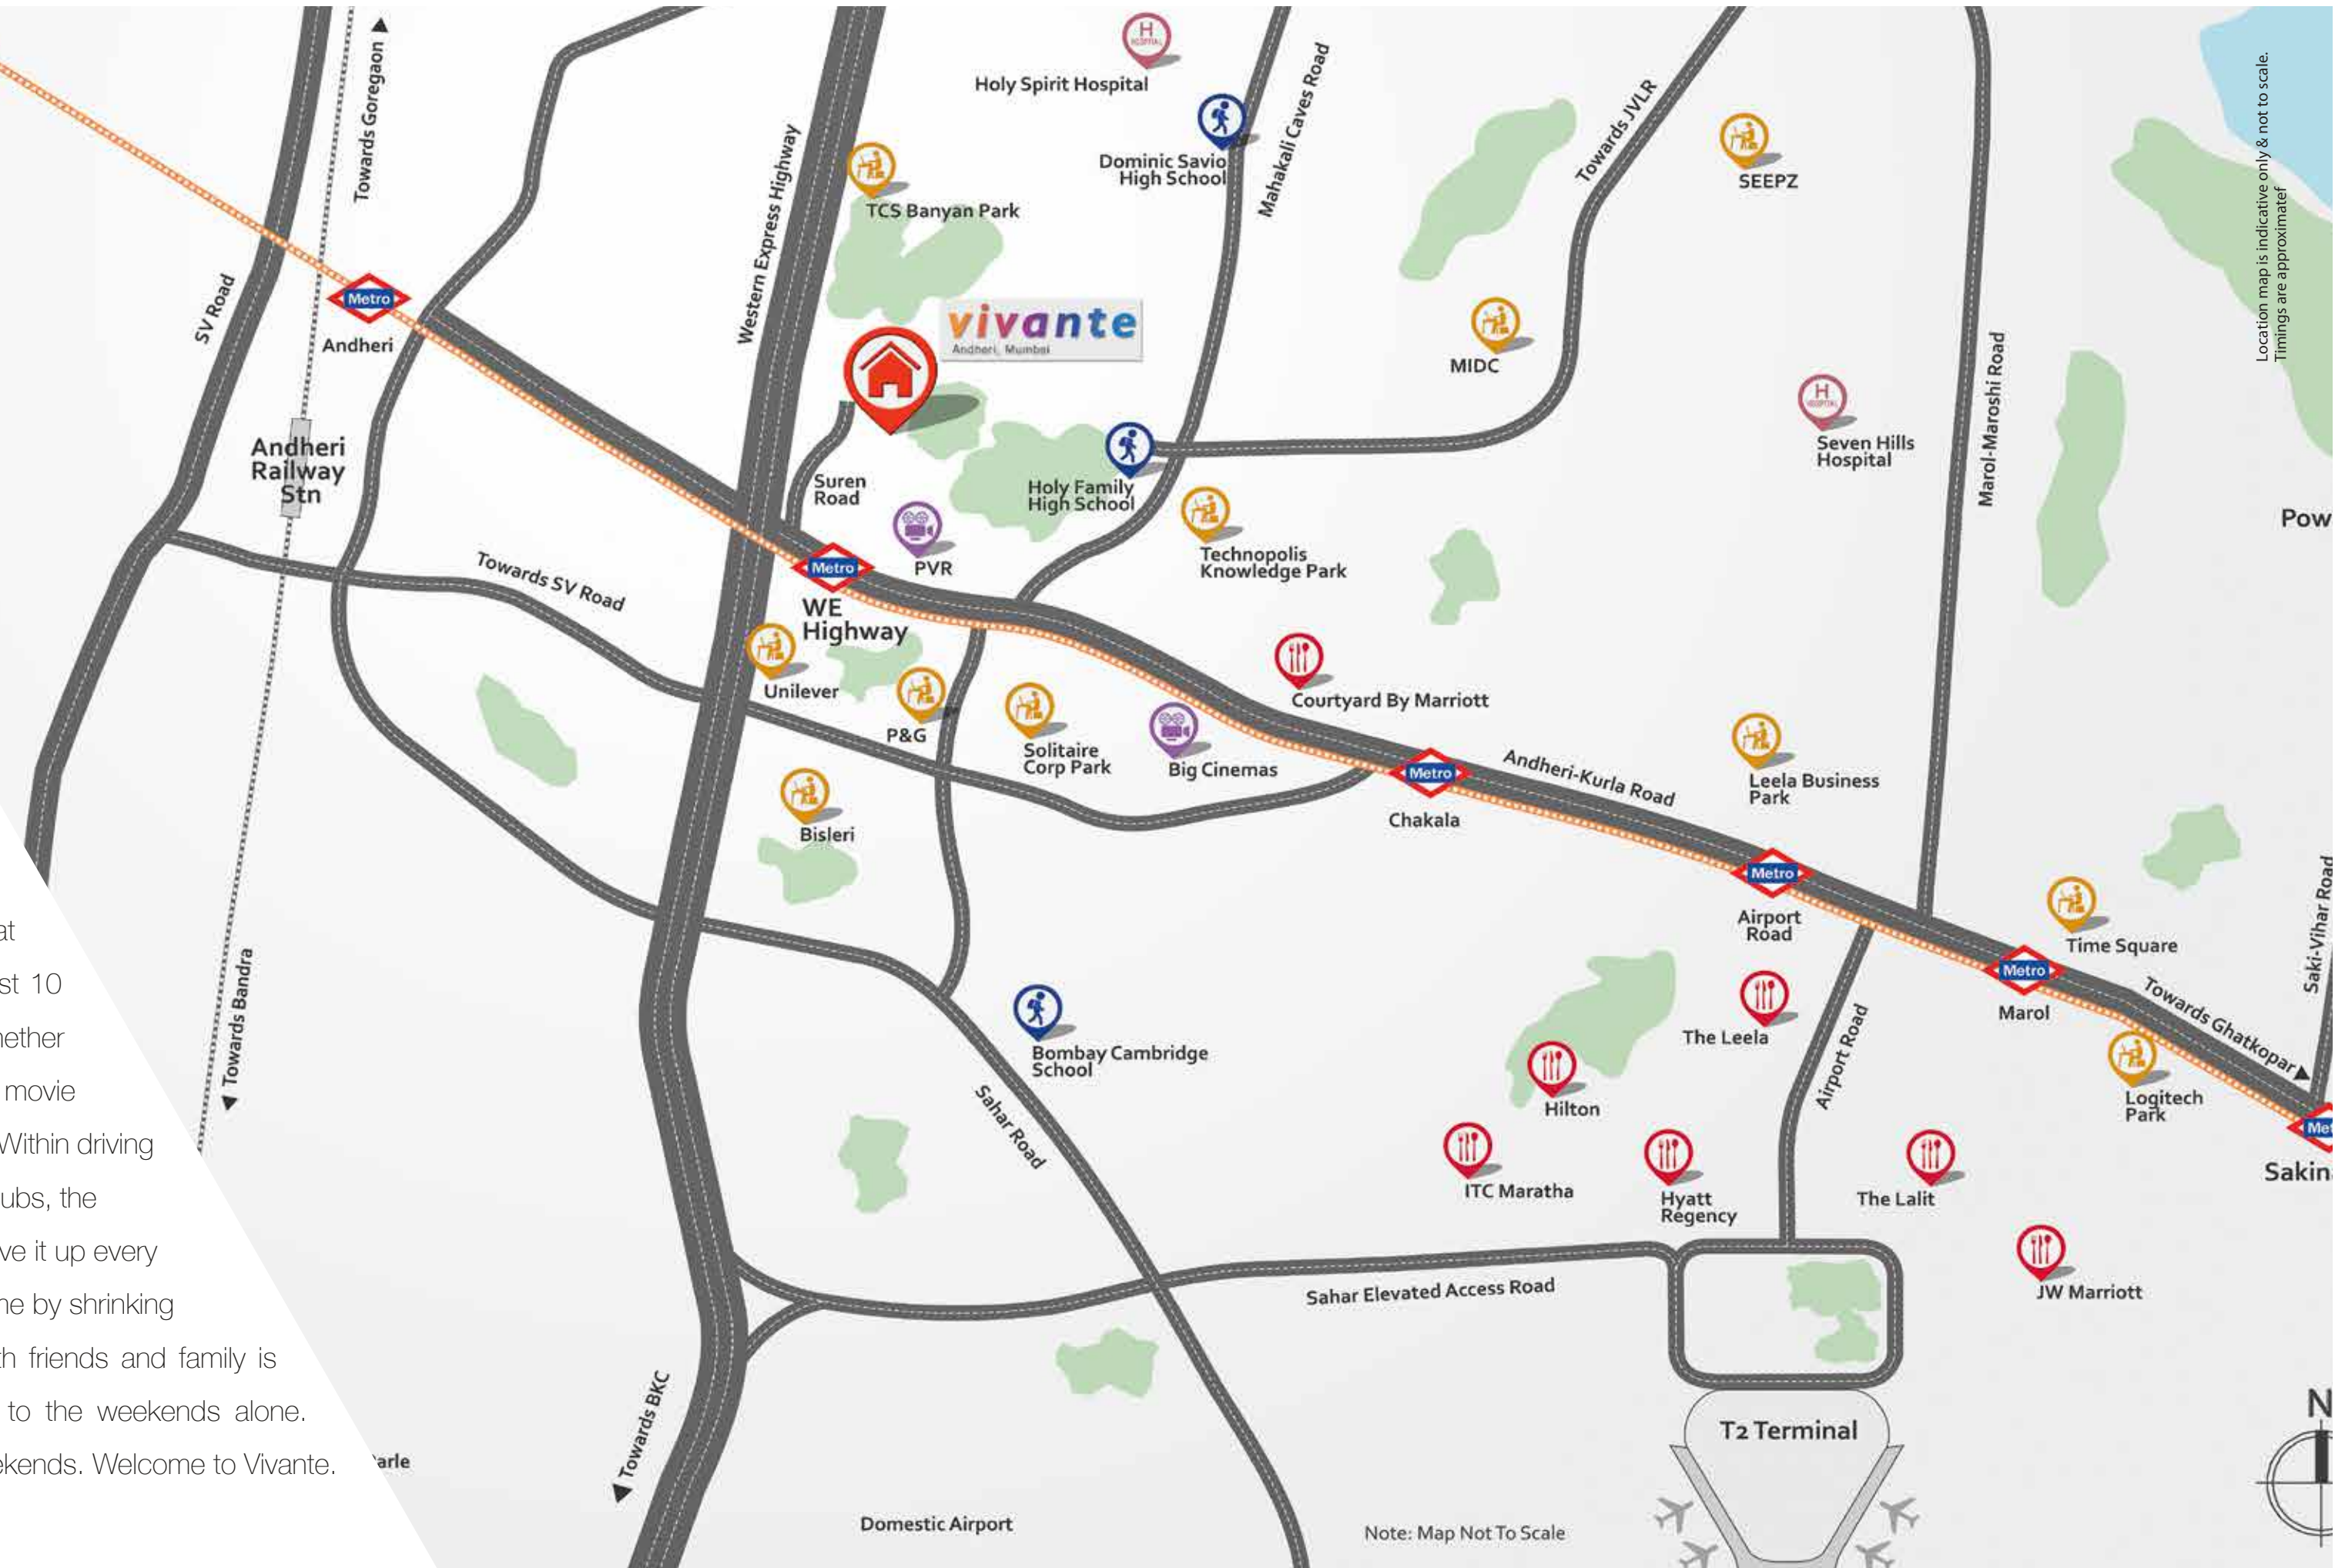 Towards Goregaon
SV Road
Andheri
Metro
Andheri
Railway
Stn
Western Express Highway
H
HOSPITAL
Holy Spirit Hospital
Dominic Savio
High School
Mahakali Caves Road
TCS Banyan Park
vivante
Andheri, Mumbai
Towards JVLR
SEEPZ
MIDC
H
HOSPITAL
Seven Hills
Hospital
Marol-Maroshi Road
Location map is indicative only & not to scale.
Timings are approximatef
Pow
Suren
Road
PVR
Holy Family
High School
Technopolis
Knowledge Park
Towards SV Road
Metro
WE
Highway
Unilever
P&G
Solitaire
Corp Park
Big Cinemas
Courtyard By Marriott
Bisleri
Metro
Chakala
Andheri-Kurla Road
Leela Business
Park
Metro
Airport
Road
Time Square
Metro
Marol
Saki-Vihar Road
Towards Ghatkopar
Logitech
Park
Met
Sakin
Towards Bandra
Bombay Cambridge
School
Sahar Road
The Leela
Airport Road
Hilton
ITC Maratha
Hyatt
Regency
The Lalit
JW Marriott
Sahar Elevated Access Road
Towards BKC
T2 Terminal
Domestic Airport
Note: Map Not To Scale
N
at
st 10
hether
movie
Within driving
ubs, the
ve it up every
me by shrinking
th friends and family is
to the weekends alone.
ekends. Welcome to Vivante.
arle